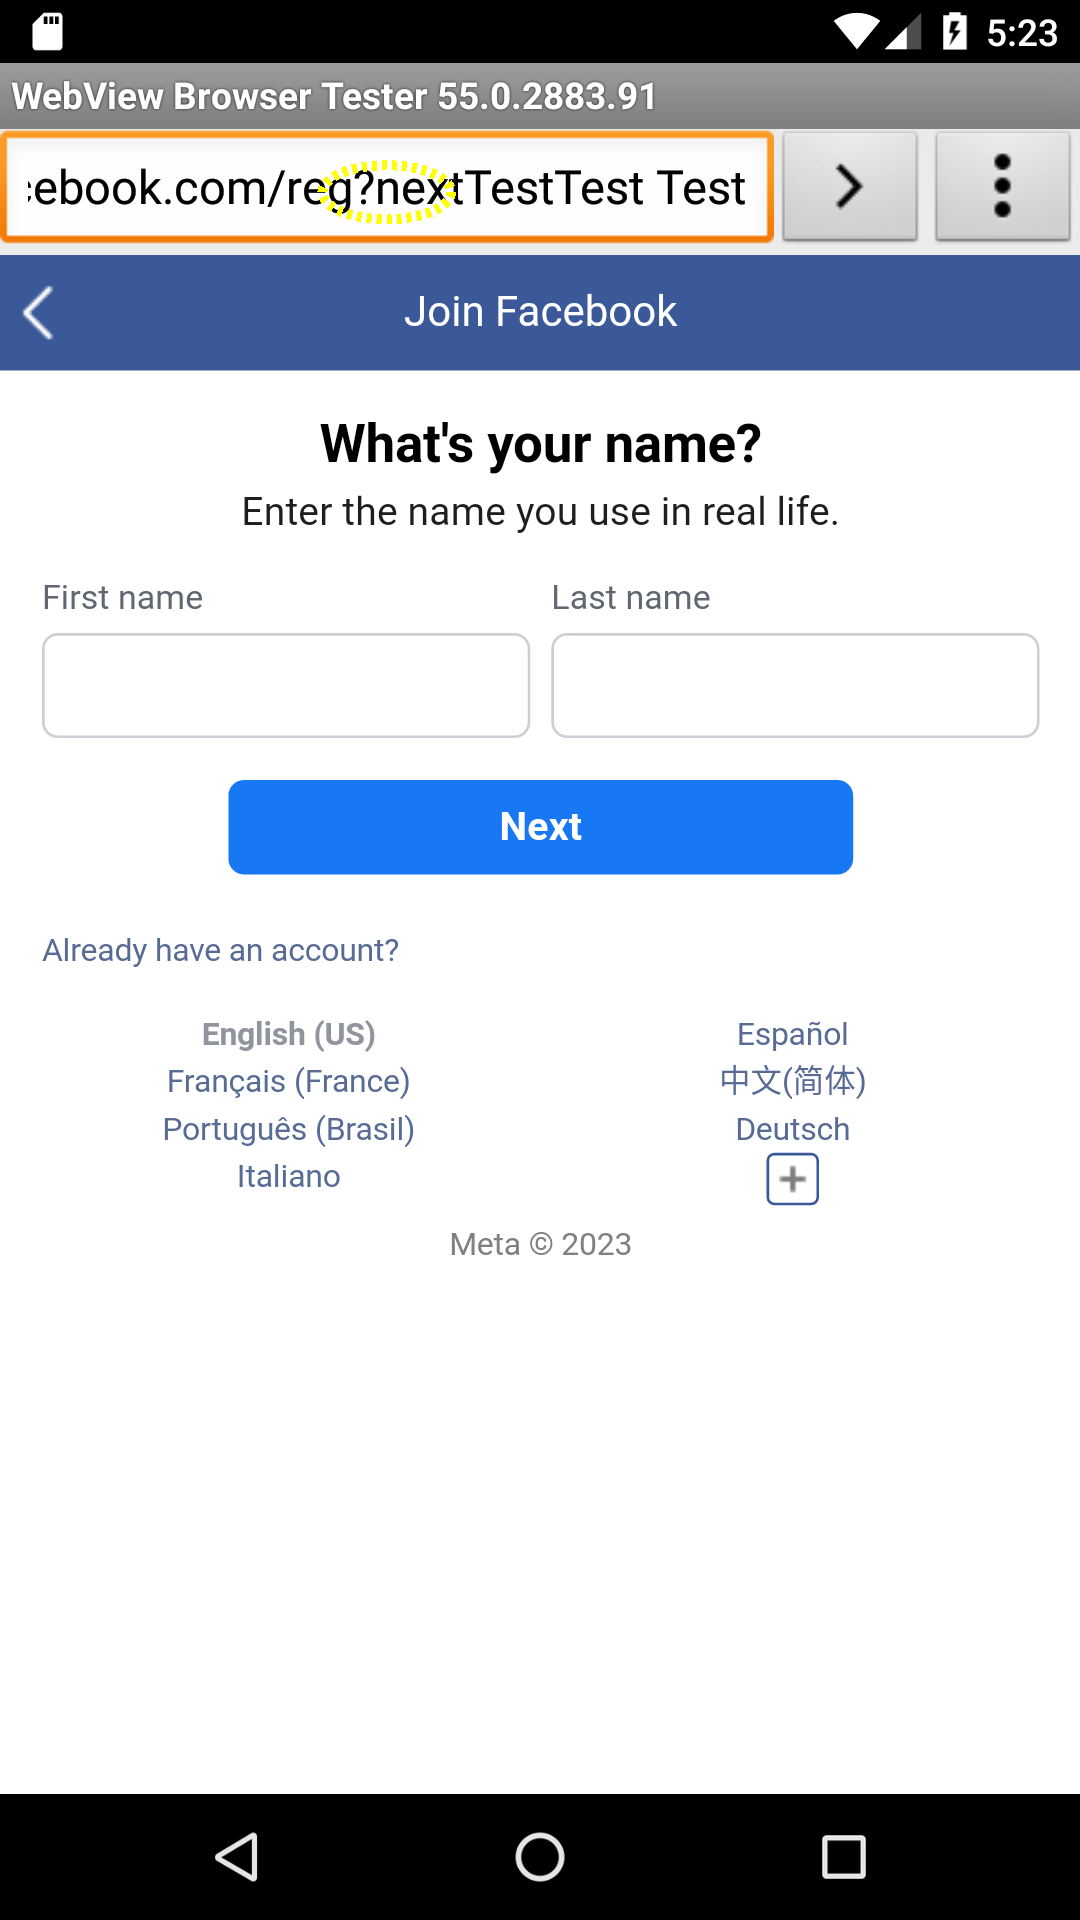 5:23
WebView Browser Tester 55.0.2883.91
ebook.com/reg?nextTestTest Test
Join Facebook
What's your name?
Enter the name you use in real life.
First name Last name
Next
Already have an account?
English (US) Español
Français (France) 中文(简体)
Português (Brasil) Deutsch
Italiano
Meta © 2023